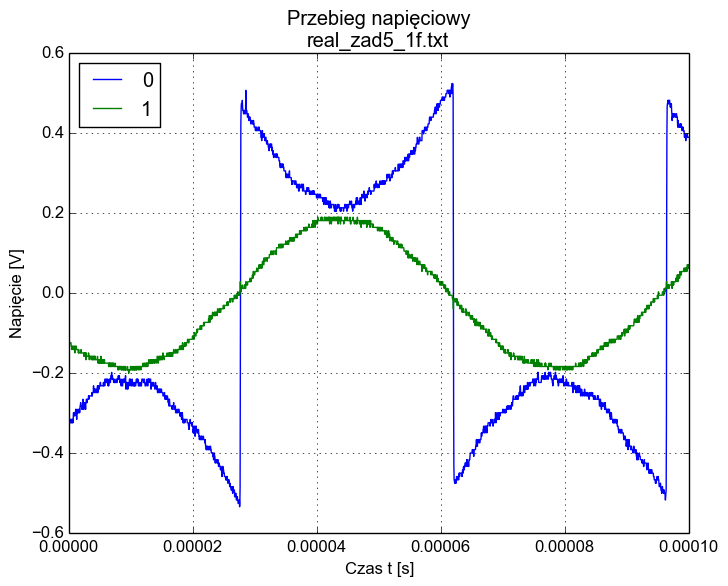 Przebieg napięciowy
real_zad5_1f.txt
0.6
0.4
0.2
0.0
−0.2
−0.4
−0.6
0
1
Napięcie [V]
0.00000 0.00002 0.00004 0.00006 0.00008 0.00010
Czas t [s]